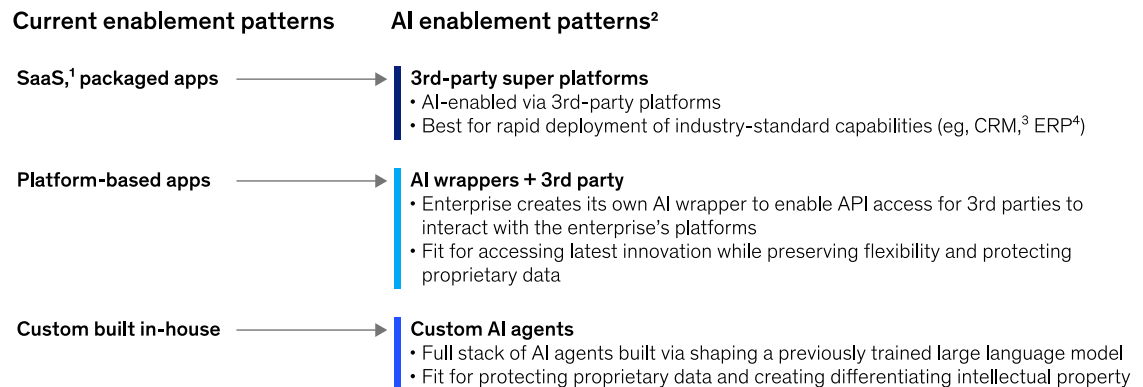 Current enablement patterns
AI enablement patterns²
SaaS,¹ packaged apps
3rd-party super platforms
• AI-enabled via 3rd-party platforms
• Best for rapid deployment of industry-standard capabilities (eg, CRM,³ ERP⁴)
Platform-based apps
AI wrappers + 3rd party
• Enterprise creates its own AI wrapper to enable API access for 3rd parties to
interact with the enterprise's platforms
• Fit for accessing latest innovation while preserving flexibility and protecting
proprietary data
Custom built in-house
Custom AI agents
• Full stack of AI agents built via shaping a previously trained large language model
• Fit for protecting proprietary data and creating differentiating intellectual property